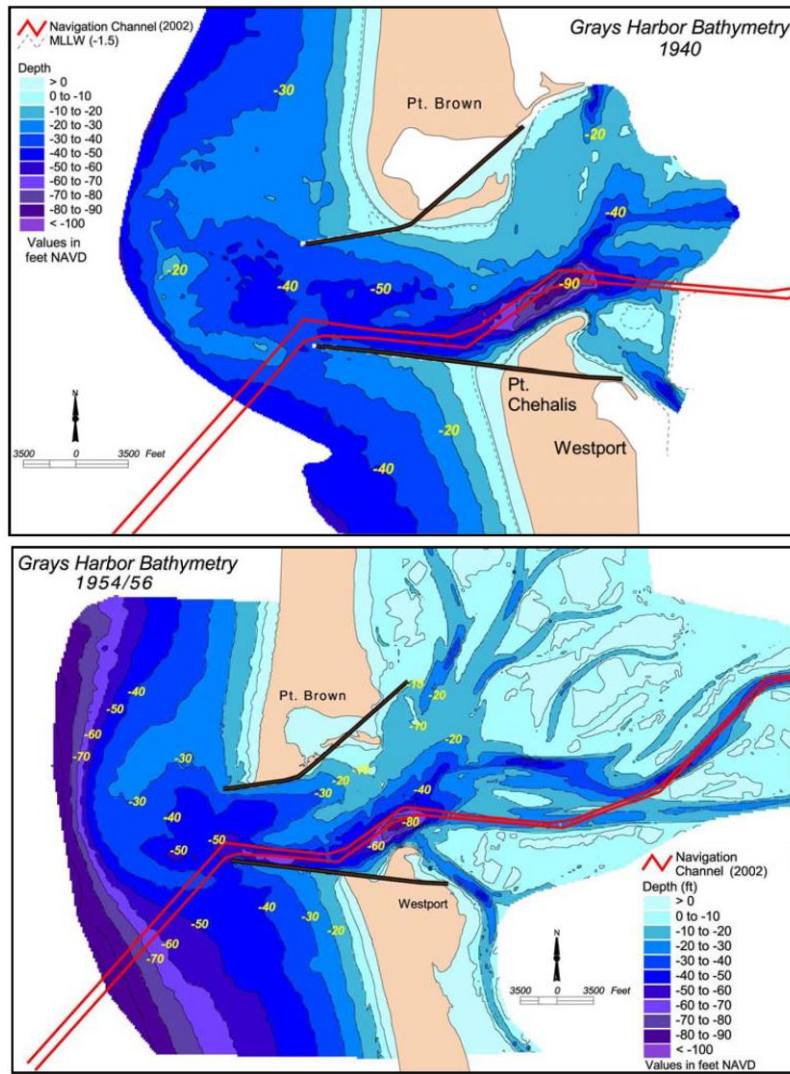 Navigation Channel (2002)
MLLW (-1.5)
Depth
> 0
0 to -10
-10 to -20
-20 to -30
-30 to -40
-40 to -50
-50 to -60
-60 to -70
-70 to -80
-80 to -90
< -100
Values in
feet NAVD
Grays Harbor Bathymetry
1940
-30
Pt. Brown
-20
-40
-20
-40
-50
-90
Pt.
Chehalis
-20
Westport
-40
N
3500 0 3500 Feet
Grays Harbor Bathymetry
1954/56
Pt. Brown
-20
-20
-40
-50
-60
-70
-30
-20
-30
-30
-40
-40
-50
-50
-80
-60
-50
-40
-30
-20
-60
-70
Westport
N
3500 0 3500 Feet
Navigation
Channel (2002)
Depth (ft)
> 0
0 to -10
-10 to -20
-20 to -30
-30 to -40
-40 to -50
-50 to -60
-60 to -70
-70 to -80
-80 to -90
< -100
Values in feet NAVD